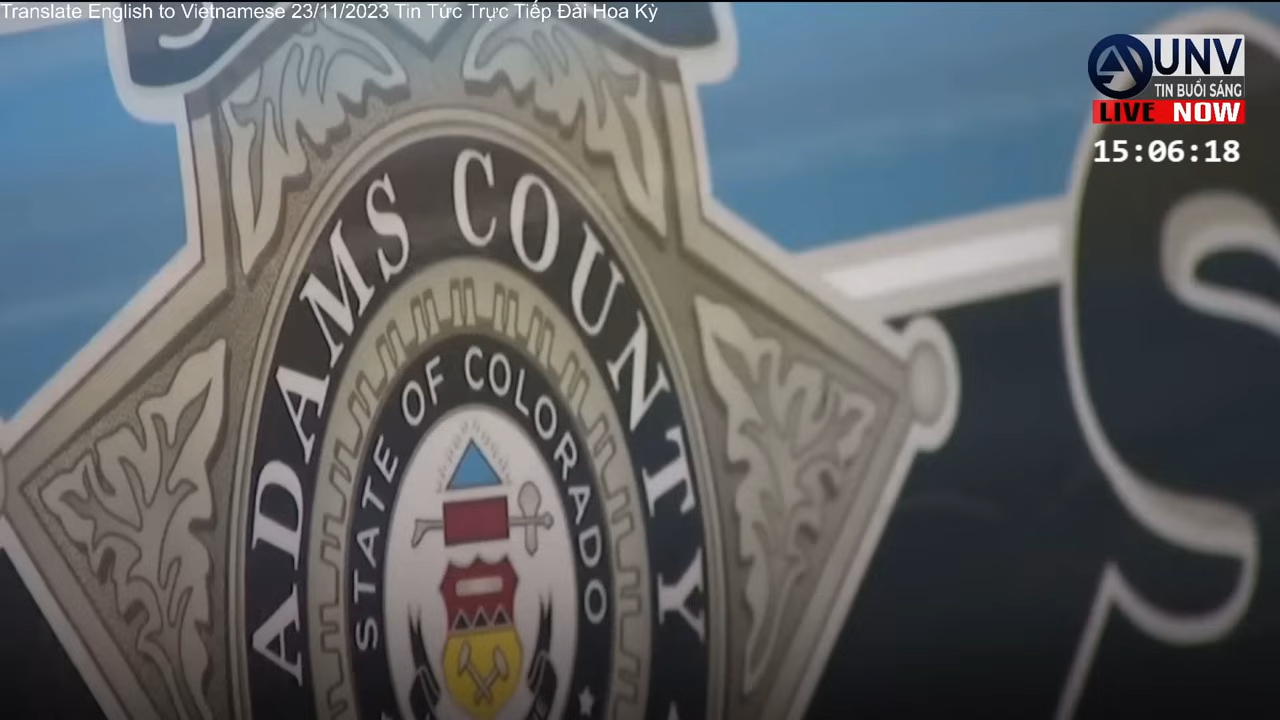 Translate English to Vietnamese 23/11/2023 Tin Tức Trực Tiếp Đài Hoa Kỳ
UNV
TIN BUỔI SÁNG
LIVE NOW
15:06:18
ADAMS COUNTY
STATE OF COLORADO
S